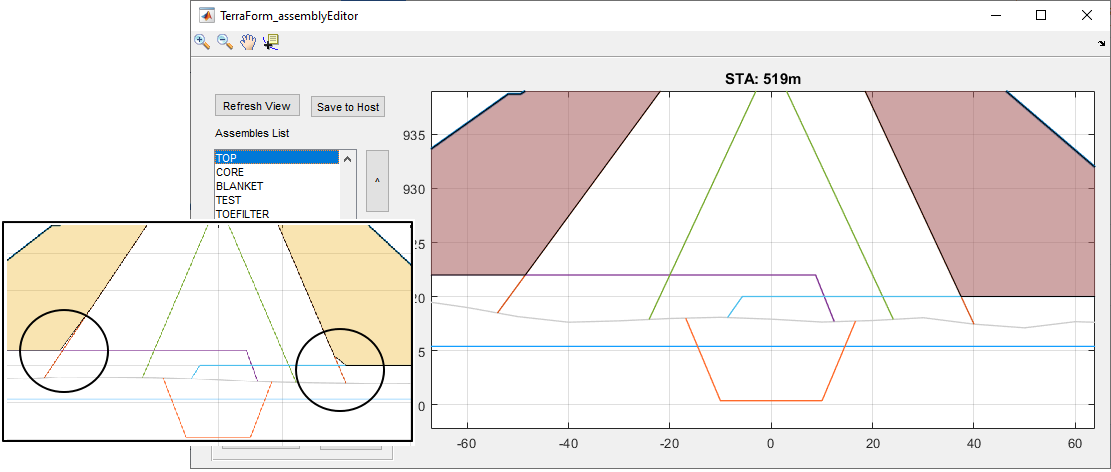 TerraForm_assemblyEditor
Refresh View
Save to Host
Assembles List
TOP
CORE
BLANKET
TEST
TOEFILTER
^
STA: 519m
935
930
25
20
5
0
-60 -40 -20 0 20 40 60